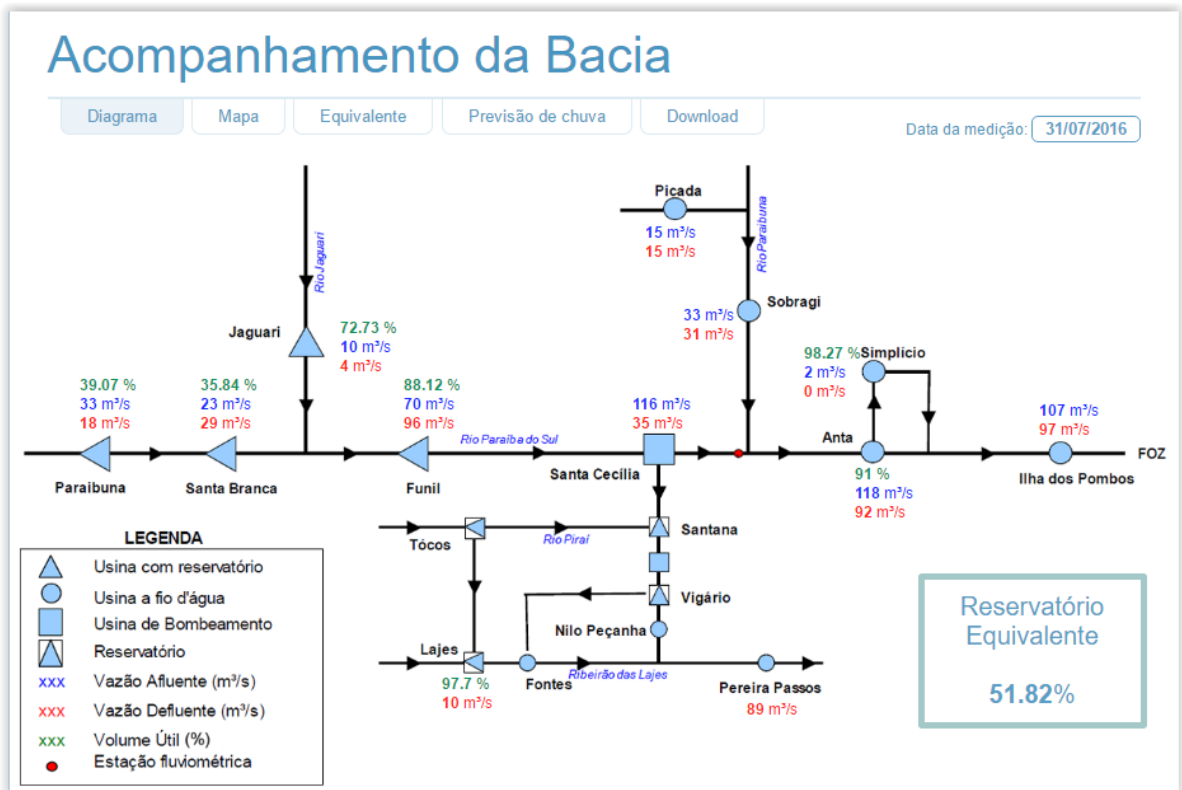 Acompanhamento da Bacia
Diagrama
Mapa
Equivalente
Previsão de chuva
Download
Data da medição: 31/07/2016
Picada
15 m³/s
15 m³/s
Rio Paraibuna
Rio Jaguari
Sobragi
33 m³/s
31 m³/s
Jaguari
72.73 %
10 m³/s
4 m³/s
98.27 % Simplício
2 m³/s
0 m³/s
39.07 %
33 m³/s
18 m³/s
35.84 %
23 m³/s
29 m³/s
88.12 %
70 m³/s
96 m³/s
116 m³/s
35 m³/s
107 m³/s
97 m³/s
Rio Paraíba do Sul
Anta
FOZ
Paraibuna
Santa Branca
Funil
Santa Cecília
91 %
118 m³/s
92 m³/s
Ilha dos Pombos
Tócos
Rio Piraí
Santana
Vigário
Nilo Peçanha
Lajes
97.7 %
10 m³/s
Fontes
Ribeirão das Lajes
Pereira Passos
89 m³/s
LEGENDA
Usina com reservatório
Usina a fio d'água
Usina de Bombeamento
Reservatório
xxx Vazão Afluente (m³/s)
xxx Vazão Defluente (m³/s)
xxx Volume Útil (%)
Estação fluviométrica
Reservatório
Equivalente
51.82%